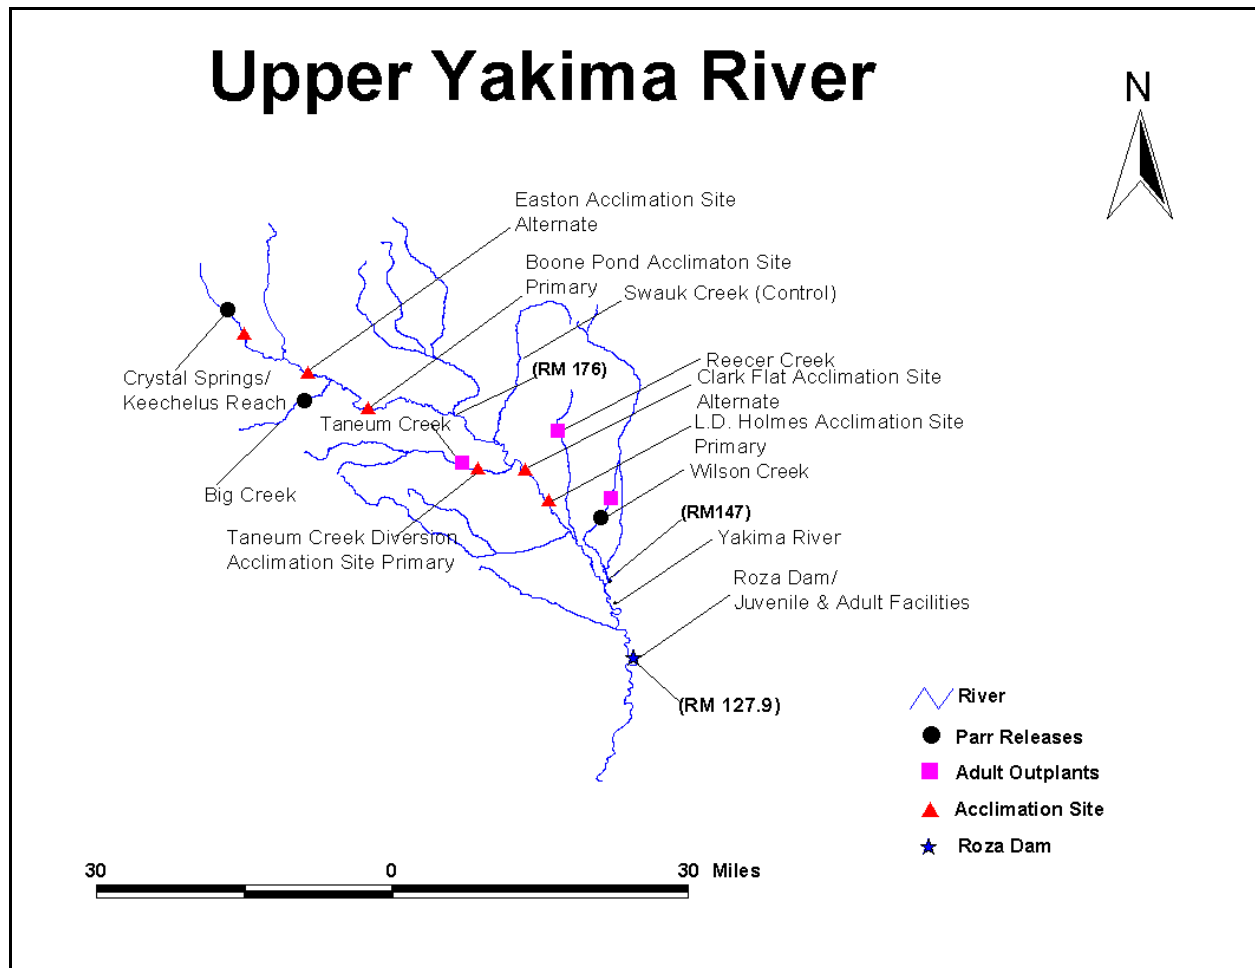 Upper Yakima River
N
Easton Acclimation Site
Alternate
Boone Pond Acclimaton Site
Primary
Swauk Creek (Control)
(RM 176)
Reecer Creek
Clark Flat Acclimation Site
Alternate
L.D. Holmes Acclimation Site
Primary
Wilson Creek
Crystal Springs/
Keechelus Reach
Taneum Creek
Big Creek
(RM147)
Yakima River
Taneum Creek Diversion
Acclimation Site Primary
Roza Dam/
Juvenile & Adult Facilities
(RM 127.9)
River
Parr Releases
Adult Outplants
Acclimation Site
Roza Dam
30 0 30 Miles